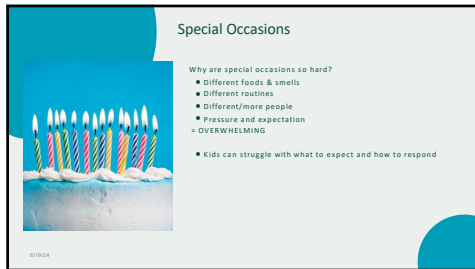 Special Occasions
Why are special occasions so hard?
• Different foods & smells
• Different routines
• Different/more people
• Pressure and expectation
= OVERWHELMING
• Kids can struggle with what to expect and how to respond
6/19/24